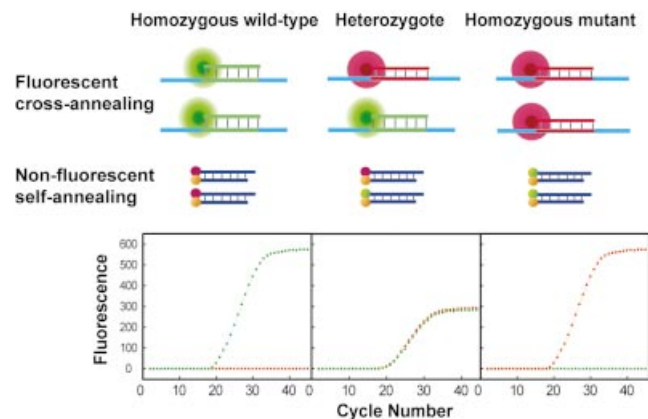 Homozygous wild-type Heterozygote Homozygous mutant
Fluorescent
cross-annealing
Non-fluorescent
self-annealing
Fluorescence
600
500
400
300
200
100
0
0 10 20 30 40 0 10 20 30 40 0 10 20 30 40
Cycle Number